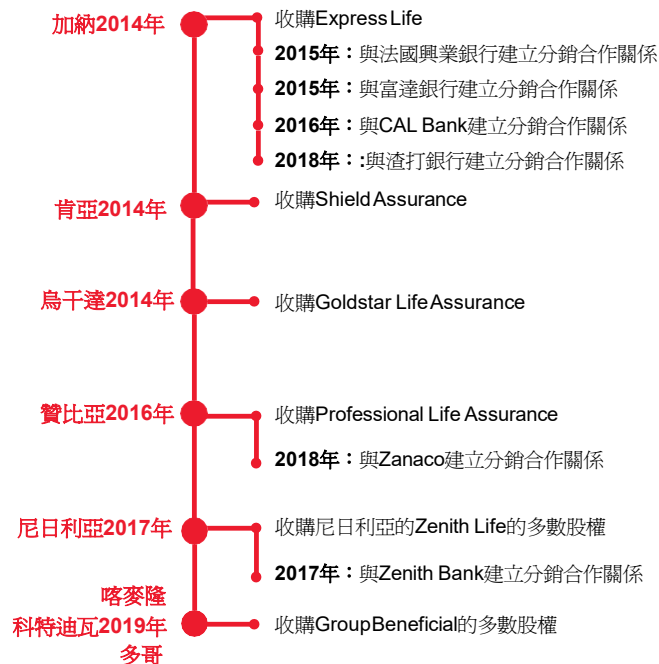 加納2014年
收購Express Life
2015年：與法國興業銀行建立分銷合作關係
2015年：與富達銀行建立分銷合作關係
2016年：與CAL Bank建立分銷合作關係
2018年：:與渣打銀行建立分銷合作關係
肯亞2014年
收購Shield Assurance
烏干達2014年
收購Goldstar Life Assurance
贊比亞2016年
收購Professional Life Assurance
2018年：與Zanaco建立分銷合作關係
尼日利亞2017年
收購尼日利亞的Zenith Life的多數股權
2017年：與Zenith Bank建立分銷合作關係
喀麥隆
科特迪瓦2019年
多哥
收購Group Beneficial的多數股權